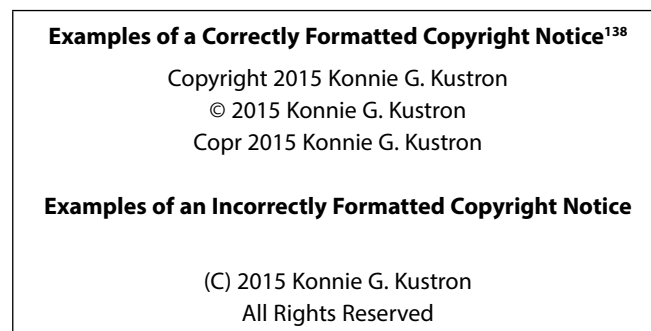 Examples of a Correctly Formatted Copyright Notice¹³⁸
Copyright 2015 Konnie G. Kustron
© 2015 Konnie G. Kustron
Copr 2015 Konnie G. Kustron
Examples of an Incorrectly Formatted Copyright Notice
(C) 2015 Konnie G. Kustron
All Rights Reserved